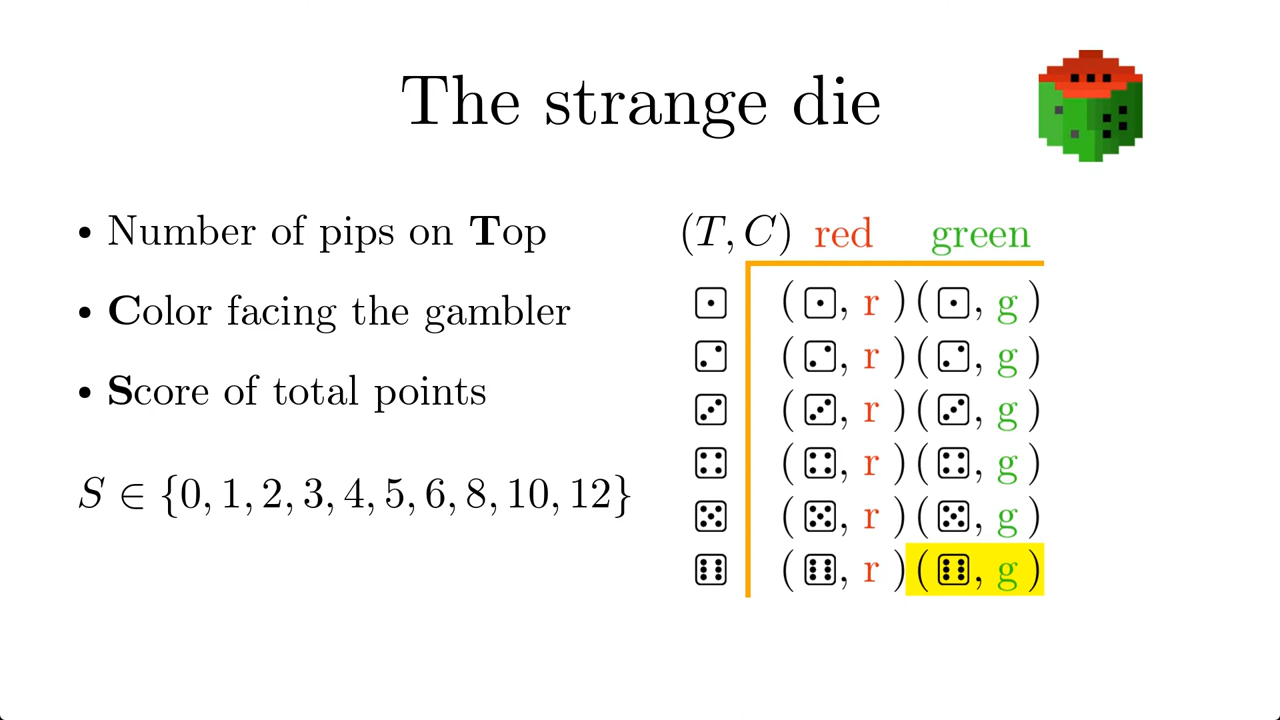 The strange die
• Number of pips on Top
• Color facing the gambler
• Score of total points
S ∈ {0, 1, 2, 3, 4, 5, 6, 8, 10, 12}
(T, C) red green
⚀ (⚀, r) (⚀, g)
⚁ (⚁, r) (⚁, g)
⚂ (⚂, r) (⚂, g)
⚃ (⚃, r) (⚃, g)
⚄ (⚄, r) (⚄, g)
⚅ (⚅, r) (⚅, g)